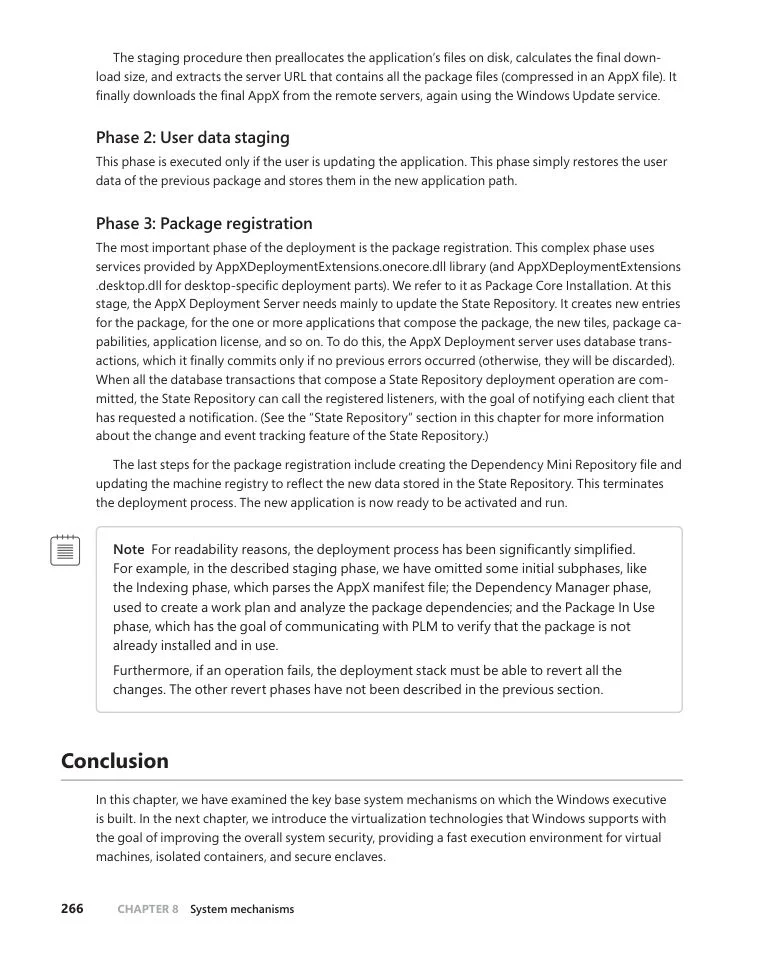 The staging procedure then preallocates the application’s files on disk, calculates the final down-
load size, and extracts the server URL that contains all the package files (compressed in an AppX file). It
finally downloads the final AppX from the remote servers, again using the Windows Update service.
Phase 2: User data staging
This phase is executed only if the user is updating the application. This phase simply restores the user
data of the previous package and stores them in the new application path.
Phase 3: Package registration
The most important phase of the deployment is the package registration. This complex phase uses
services provided by AppXDeploymentExtensions.onecore.dll library (and AppXDeploymentExtensions
.desktop.dll for desktop-specific deployment parts). We refer to it as Package Core Installation. At this
stage, the AppX Deployment Server needs mainly to update the State Repository. It creates new entries
for the package, for the one or more applications that compose the package, the new tiles, package ca-
pabilities, application license, and so on. To do this, the AppX Deployment server uses database trans-
actions, which it finally commits only if no previous errors occurred (otherwise, they will be discarded).
When all the database transactions that compose a State Repository deployment operation are com-
mitted, the State Repository can call the registered listeners, with the goal of notifying each client that
has requested a notification. (See the “State Repository” section in this chapter for more information
about the change and event tracking feature of the State Repository.)
The last steps for the package registration include creating the Dependency Mini Repository file and
updating the machine registry to reflect the new data stored in the State Repository. This terminates
the deployment process. The new application is now ready to be activated and run.
Note For readability reasons, the deployment process has been significantly simplified.
For example, in the described staging phase, we have omitted some initial subphases, like
the Indexing phase, which parses the AppX manifest file; the Dependency Manager phase,
used to create a work plan and analyze the package dependencies; and the Package In Use
phase, which has the goal of communicating with PLM to verify that the package is not
already installed and in use.
Furthermore, if an operation fails, the deployment stack must be able to revert all the
changes. The other revert phases have not been described in the previous section.
Conclusion
In this chapter, we have examined the key base system mechanisms on which the Windows executive
is built. In the next chapter, we introduce the virtualization technologies that Windows supports with
the goal of improving the overall system security, providing a fast execution environment for virtual
machines, isolated containers, and secure enclaves.
266 CHAPTER 8 System mechanisms